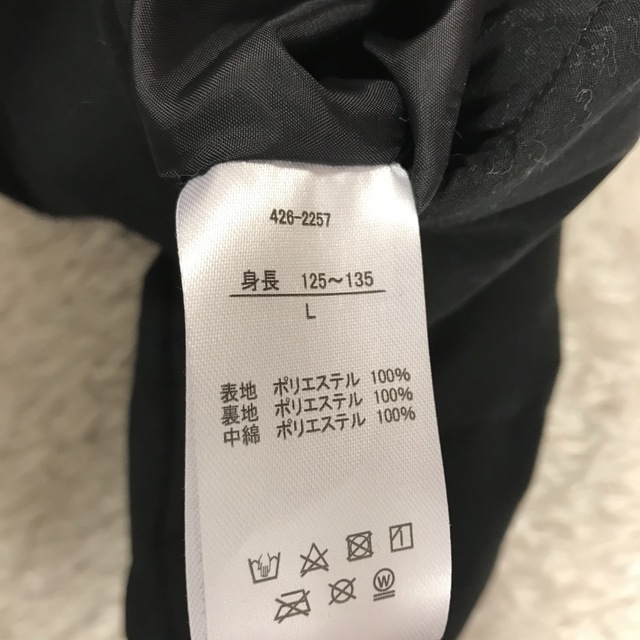 426-2257
身長 125～135
L
表地 ポリエステル 100%
裏地 ポリエステル 100%
中綿 ポリエステル 100%
W